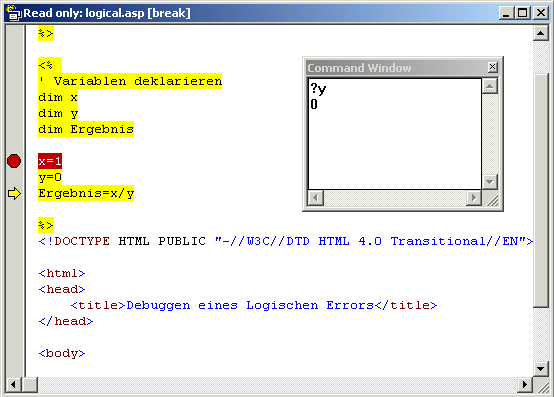 Read only: logical.asp [break]
%>
<%
' Variablen deklarieren
dim x
dim y
dim Ergebnis
x=1
y=0
Ergebnis=x/y
%>
<!DOCTYPE HTML PUBLIC "-//W3C//DTD HTML 4.0 Transitional//EN">
<html>
<head>
<title>Debuggen eines Logischen Errors</title>
</head>
<body>
Command Window
?y
0